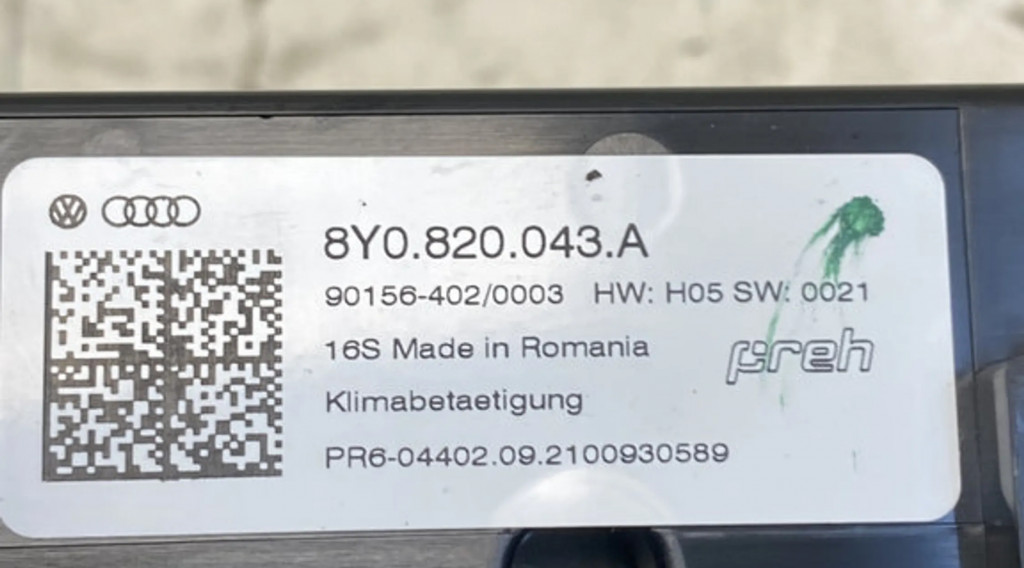 8Y0.820.043.A
90156-402/0003 HW: H05 SW: 0021
16S Made in Romania
preh
Klimabetaetigung
PR6-04402.09.2100930589